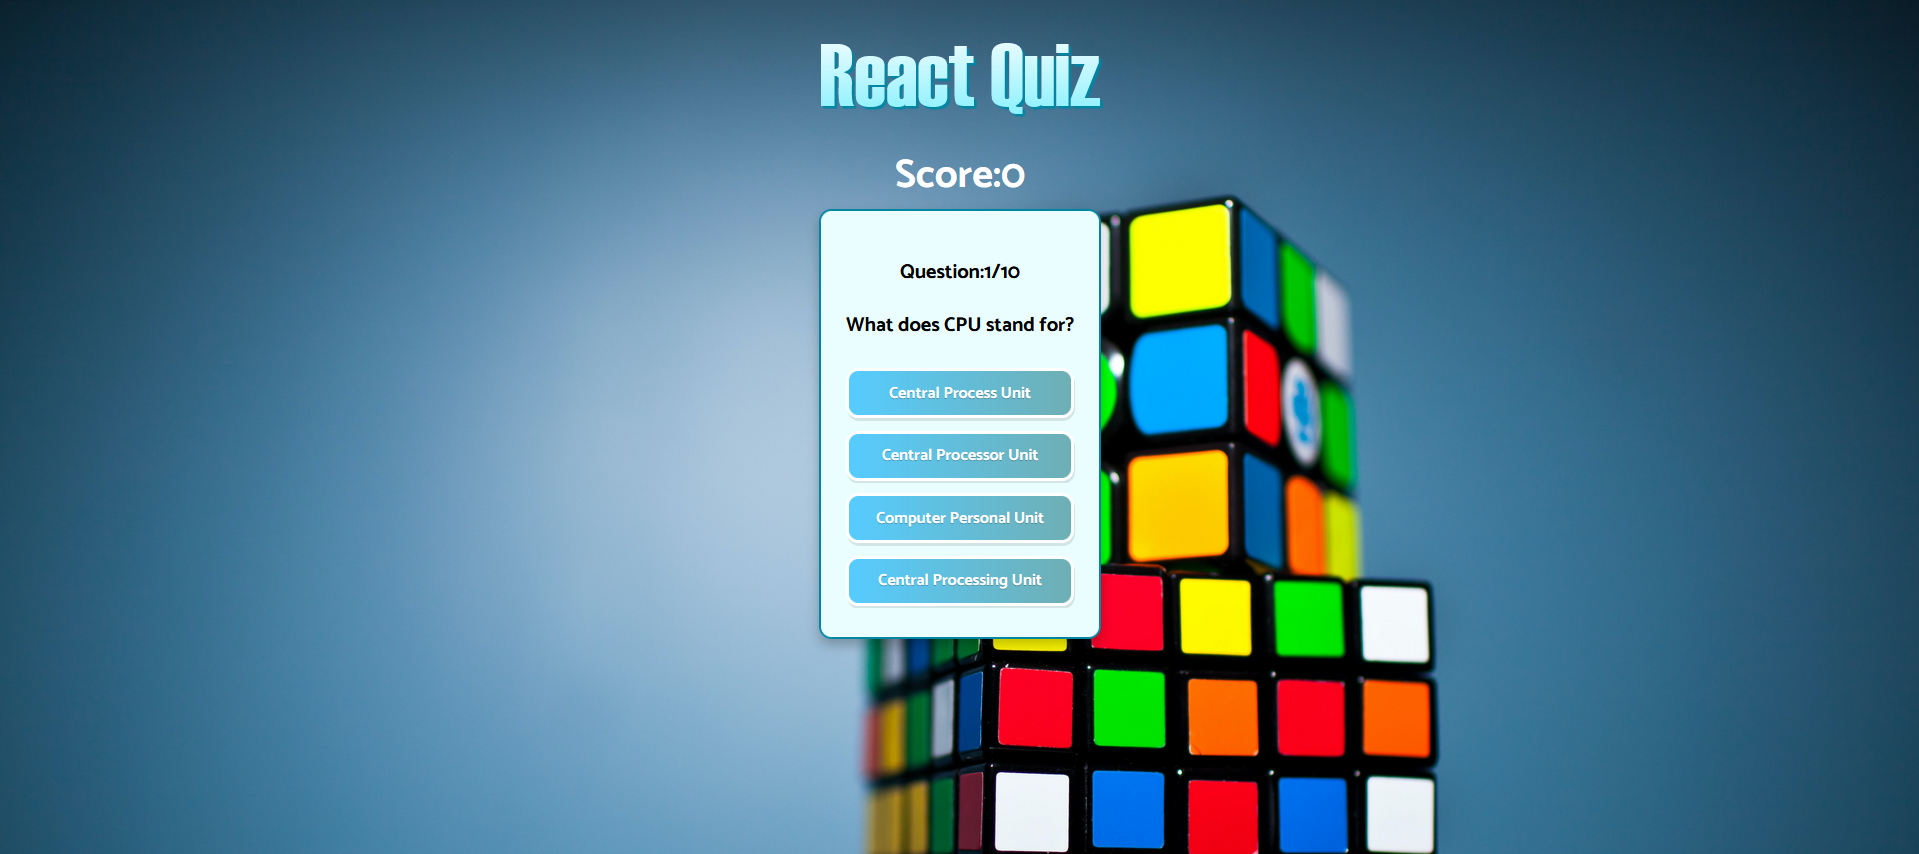 React Quiz
Score:0
Question:1/10
What does CPU stand for?
Central Process Unit
Central Processor Unit
Computer Personal Unit
Central Processing Unit